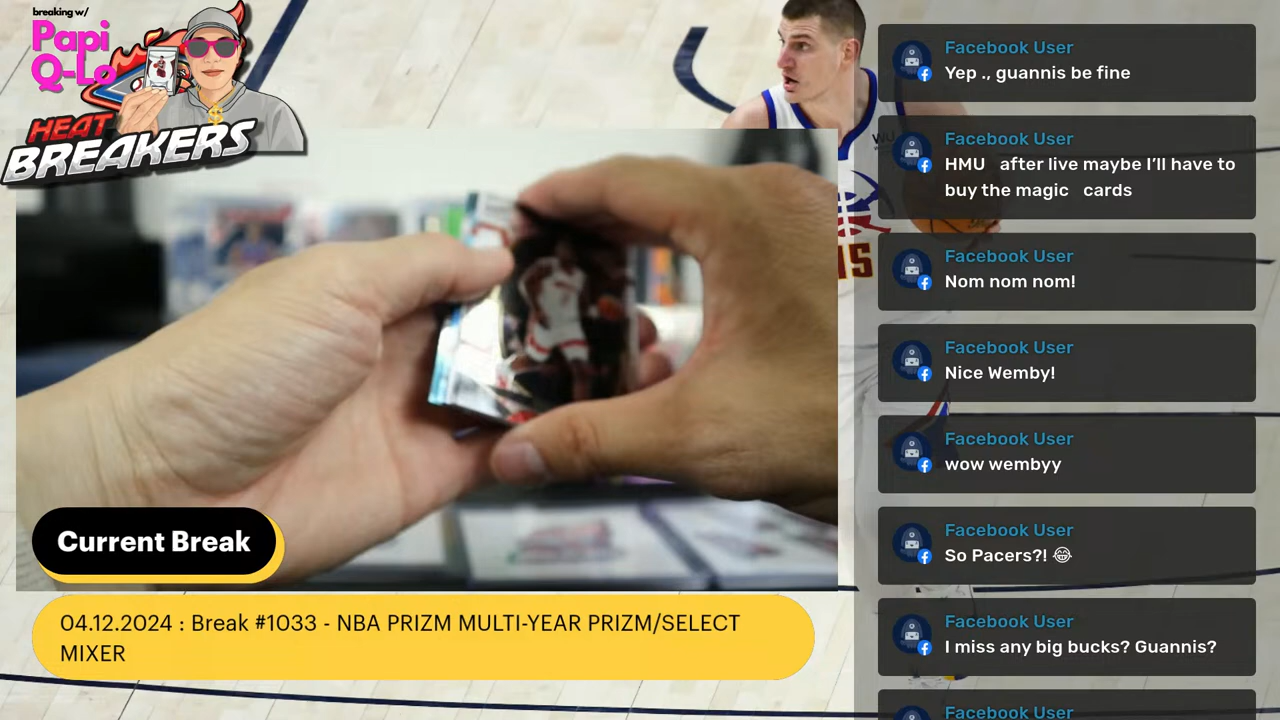 breaking w/
Papi
Q-Lo
HEAT
BREAKERS
Current Break
04.12.2024 : Break #1033 - NBA PRIZM MULTI-YEAR PRIZM/SELECT
MIXER
Facebook User
Yep ., guannis be fine
Facebook User
HMU after live maybe I'll have to
buy the magic cards
Facebook User
Nom nom nom!
Facebook User
Nice Wemby!
Facebook User
wow wembyy
Facebook User
So Pacers?! 😂
Facebook User
I miss any big bucks? Guannis?
Facebook User